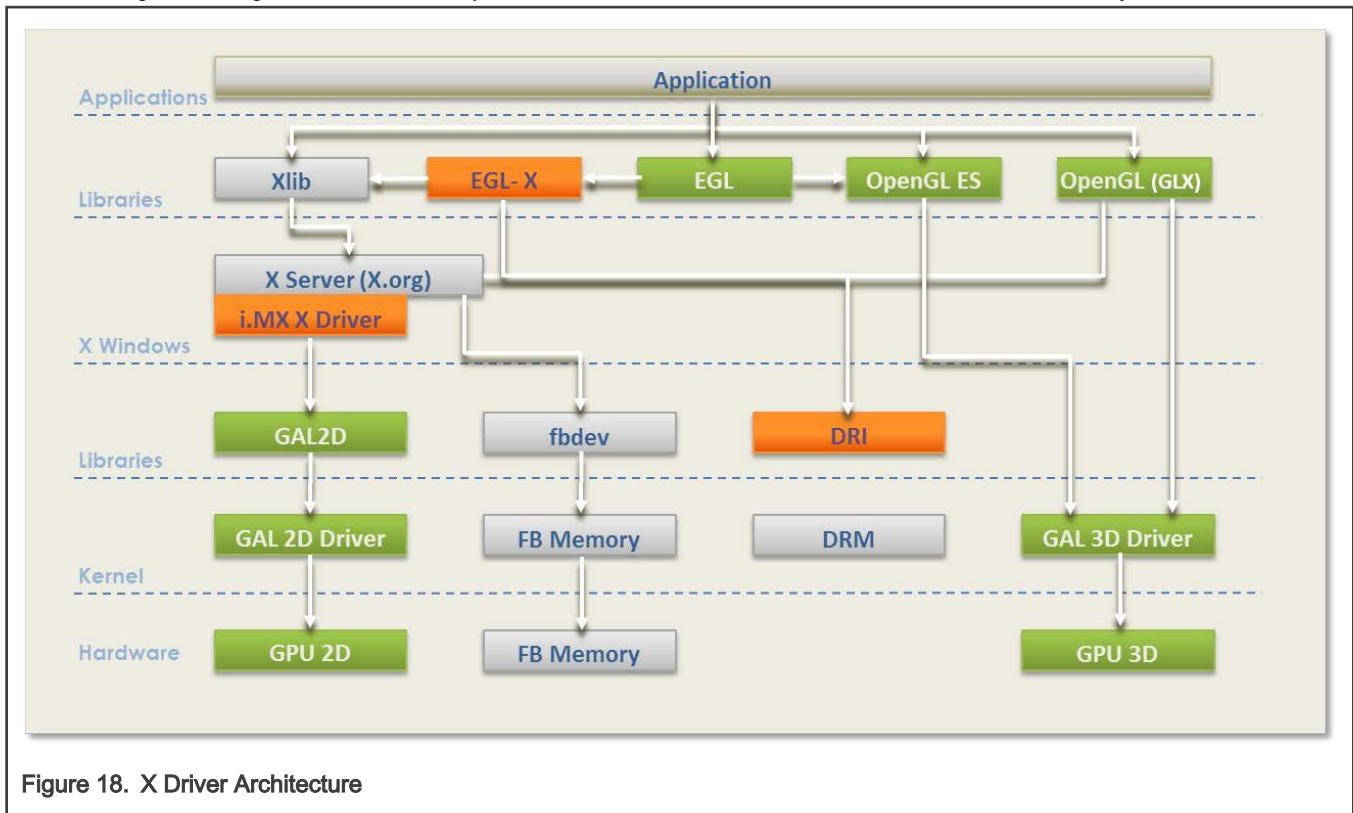 Application
Applications
Xlib
EGL- X
EGL
OpenGL ES
OpenGL (GLX)
Libraries
X Server (X.org)
i.MX X Driver
X Windows
GAL2D
fbdev
DRI
Libraries
GAL 2D Driver
FB Memory
DRM
GAL 3D Driver
Kernel
Hardware
GPU 2D
FB Memory
GPU 3D
Figure 18. X Driver Architecture